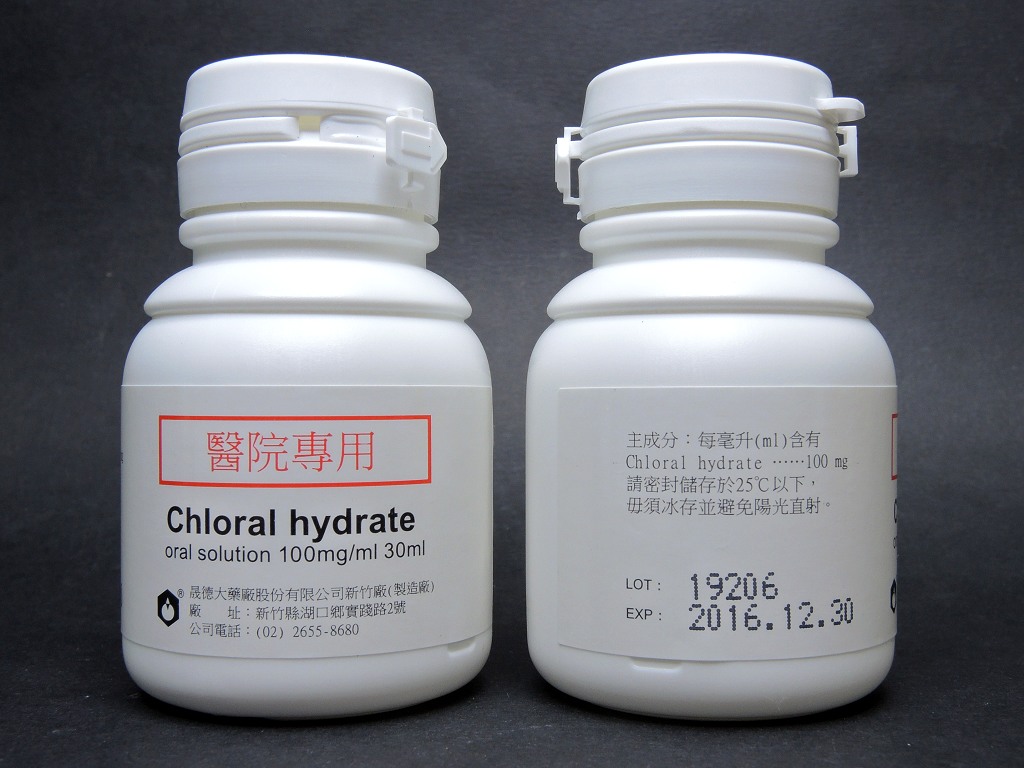 醫院專用
Chloral hydrate
oral solution 100mg/ml 30ml
® 晟德大藥廠股份有限公司新竹廠(製造廠)
廠　　址：新竹縣湖口鄉實踐路2號
公司電話：(02) 2655-8680
主成分：每毫升(ml)含有
Chloral hydrate ……100 mg
請密封儲存於25℃以下，
毋須冰存並避免陽光直射。
LOT： 19206
EXP： 2016.12.30